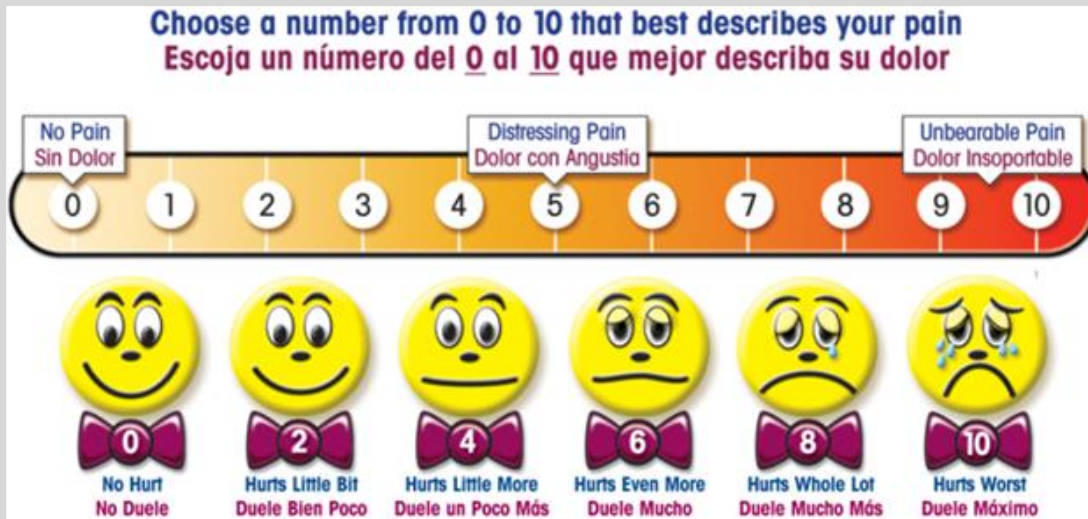 Choose a number from 0 to 10 that best describes your pain
Escoja un número del 0 al 10 que mejor describa su dolor
No Pain
Sin Dolor
Distressing Pain
Dolor con Angustia
Unbearable Pain
Dolor Insoportable
0 1 2 3 4 5 6 7 8 9 10
0 2 4 6 8 10
No Hurt
No Duele
Hurts Little Bit
Duele Bien Poco
Hurts Little More
Duele un Poco Más
Hurts Even More
Duele Mucho
Hurts Whole Lot
Duele Mucho Más
Hurts Worst
Duele Máximo